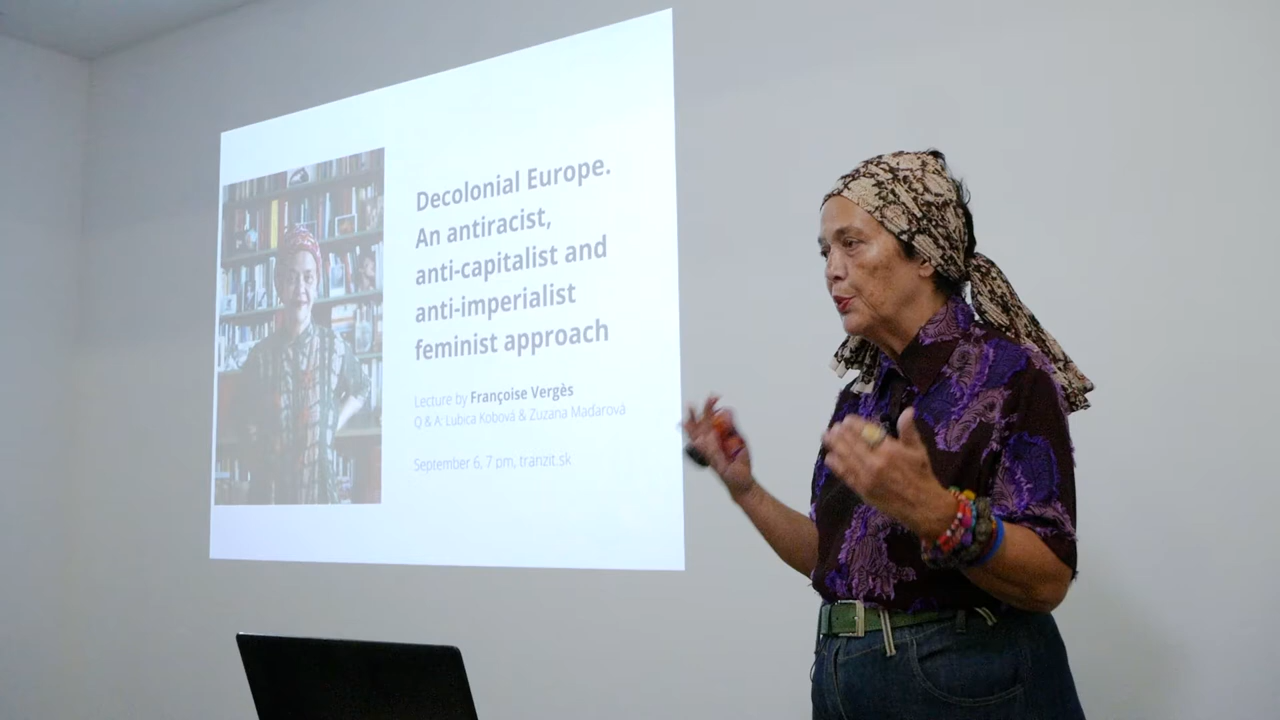 Decolonial Europe.
An antiracist,
anti-capitalist and
anti-imperialist
feminist approach
Lecture by Françoise Vergès
Q & A: Lubica Kobová & Zuzana Maďarová
September 6, 7 pm, tranzit.sk